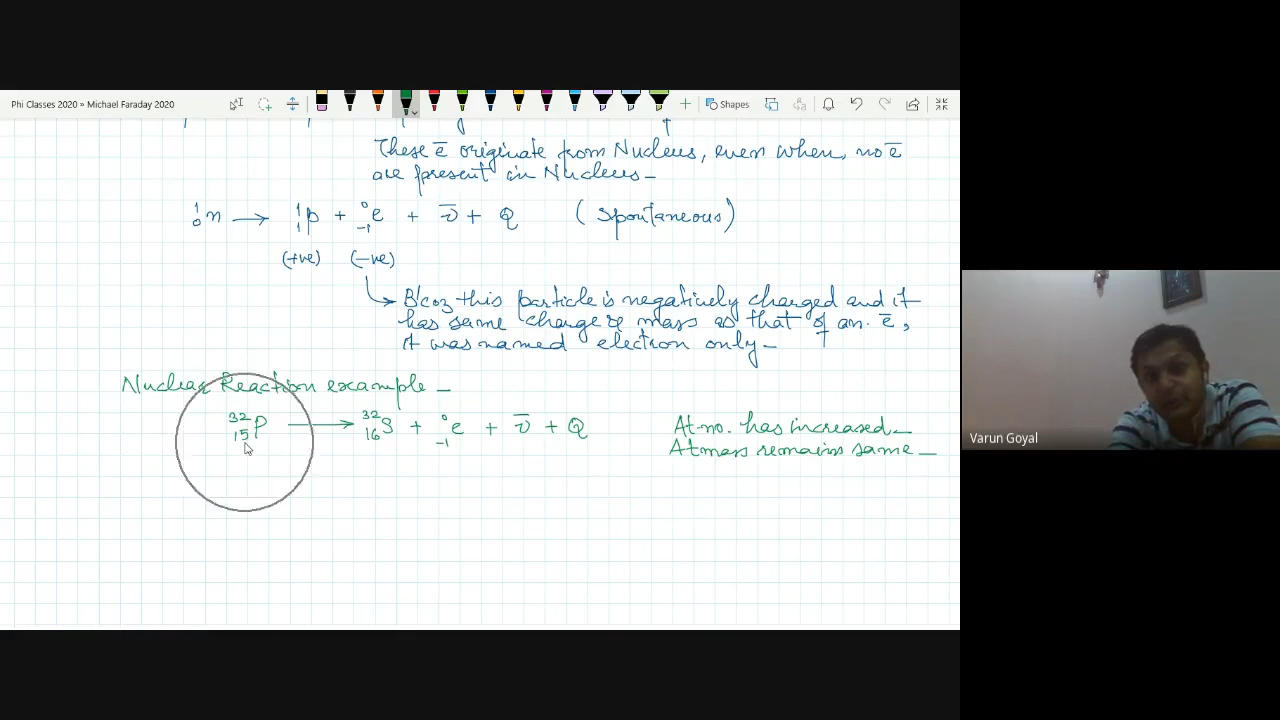 Phi Classes 2020 » Michael Faraday 2020
Shapes
These ē originate from Nucleus, even when, no ē
are present in Nucleus –
¹₀n → ¹₁p + ⁰₋₁e + ν̄ + Q (Spontaneous)
(+ve) (–ve)
B'coz this particle is negatively charged and it
has same charge & mass as that of an. ē,
it was named electron only –
Nuclear Reaction example –
³²₁₅P → ³²₁₆S + ⁰₋₁e + ν̄ + Q At. no. has increased –
At mass remains same –
Varun Goyal